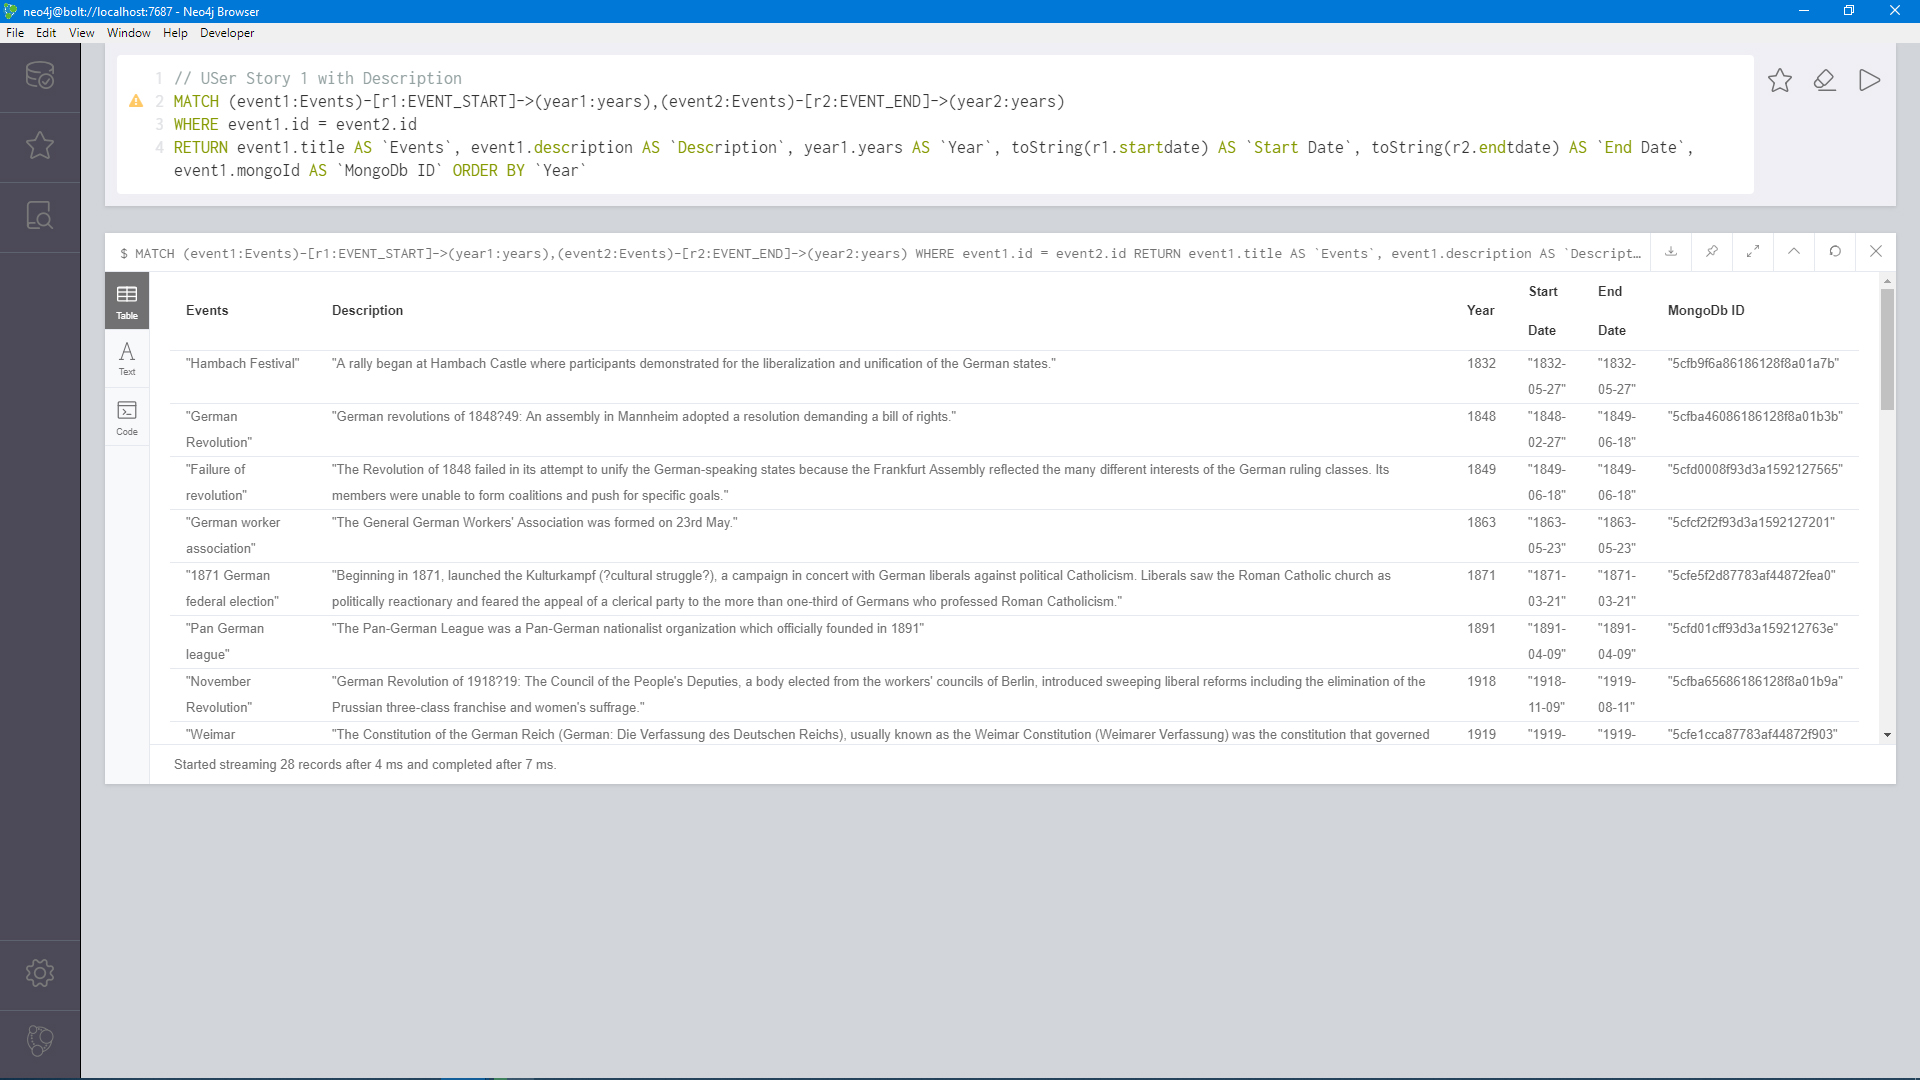 neo4j@bolt://localhost:7687 - Neo4j Browser
File Edit View Window Help Developer
1 // USer Story 1 with Description
2 MATCH (event1:Events)-[r1:EVENT_START]->(year1:years),(event2:Events)-[r2:EVENT_END]->(year2:years)
3 WHERE event1.id = event2.id
4 RETURN event1.title AS `Events`, event1.description AS `Description`, year1.years AS `Year`, toString(r1.startdate) AS `Start Date`, toString(r2.endtdate) AS `End Date`,
event1.mongoId AS `MongoDb ID` ORDER BY `Year`
$ MATCH (event1:Events)-[r1:EVENT_START]->(year1:years),(event2:Events)-[r2:EVENT_END]->(year2:years) WHERE event1.id = event2.id RETURN event1.title AS `Events`, event1.description AS `Descript…
Table
Text
Code
Events Description Year Start Date End Date MongoDb ID
"Hambach Festival" "A rally began at Hambach Castle where participants demonstrated for the liberalization and unification of the German states." 1832 "1832- "1832- "5cfb9f6a86186128f8a01a7b"
05-27" 05-27"
"German "German revolutions of 1848?49: An assembly in Mannheim adopted a resolution demanding a bill of rights." 1848 "1848- "1849- "5cfba46086186128f8a01b3b"
Revolution" 02-27" 06-18"
"Failure of "The Revolution of 1848 failed in its attempt to unify the German-speaking states because the Frankfurt Assembly reflected the many different interests of the German ruling classes. Its 1849 "1849- "1849- "5cfd0008f93d3a1592127565"
revolution" members were unable to form coalitions and push for specific goals." 06-18" 06-18"
"German worker "The General German Workers' Association was formed on 23rd May." 1863 "1863- "1863- "5cfcf2f2f93d3a1592127201"
association" 05-23" 05-23"
"1871 German "Beginning in 1871, launched the Kulturkampf (?cultural struggle?), a campaign in concert with German liberals against political Catholicism. Liberals saw the Roman Catholic church as 1871 "1871- "1871- "5cfe5f2d87783af44872fea0"
federal election" politically reactionary and feared the appeal of a clerical party to the more than one-third of Germans who professed Roman Catholicism." 03-21" 03-21"
"Pan German "The Pan-German League was a Pan-German nationalist organization which officially founded in 1891" 1891 "1891- "1891- "5cfd01cff93d3a159212763e"
league" 04-09" 04-09"
"November "German Revolution of 1918?19: The Council of the People's Deputies, a body elected from the workers' councils of Berlin, introduced sweeping liberal reforms including the elimination of the 1918 "1918- "1919- "5cfba65686186128f8a01b9a"
Revolution" Prussian three-class franchise and women's suffrage." 11-09" 08-11"
"Weimar "The Constitution of the German Reich (German: Die Verfassung des Deutschen Reichs), usually known as the Weimar Constitution (Weimarer Verfassung) was the constitution that governed 1919 "1919- "1919- "5cfe1cca87783af44872f903"
Started streaming 28 records after 4 ms and completed after 7 ms.